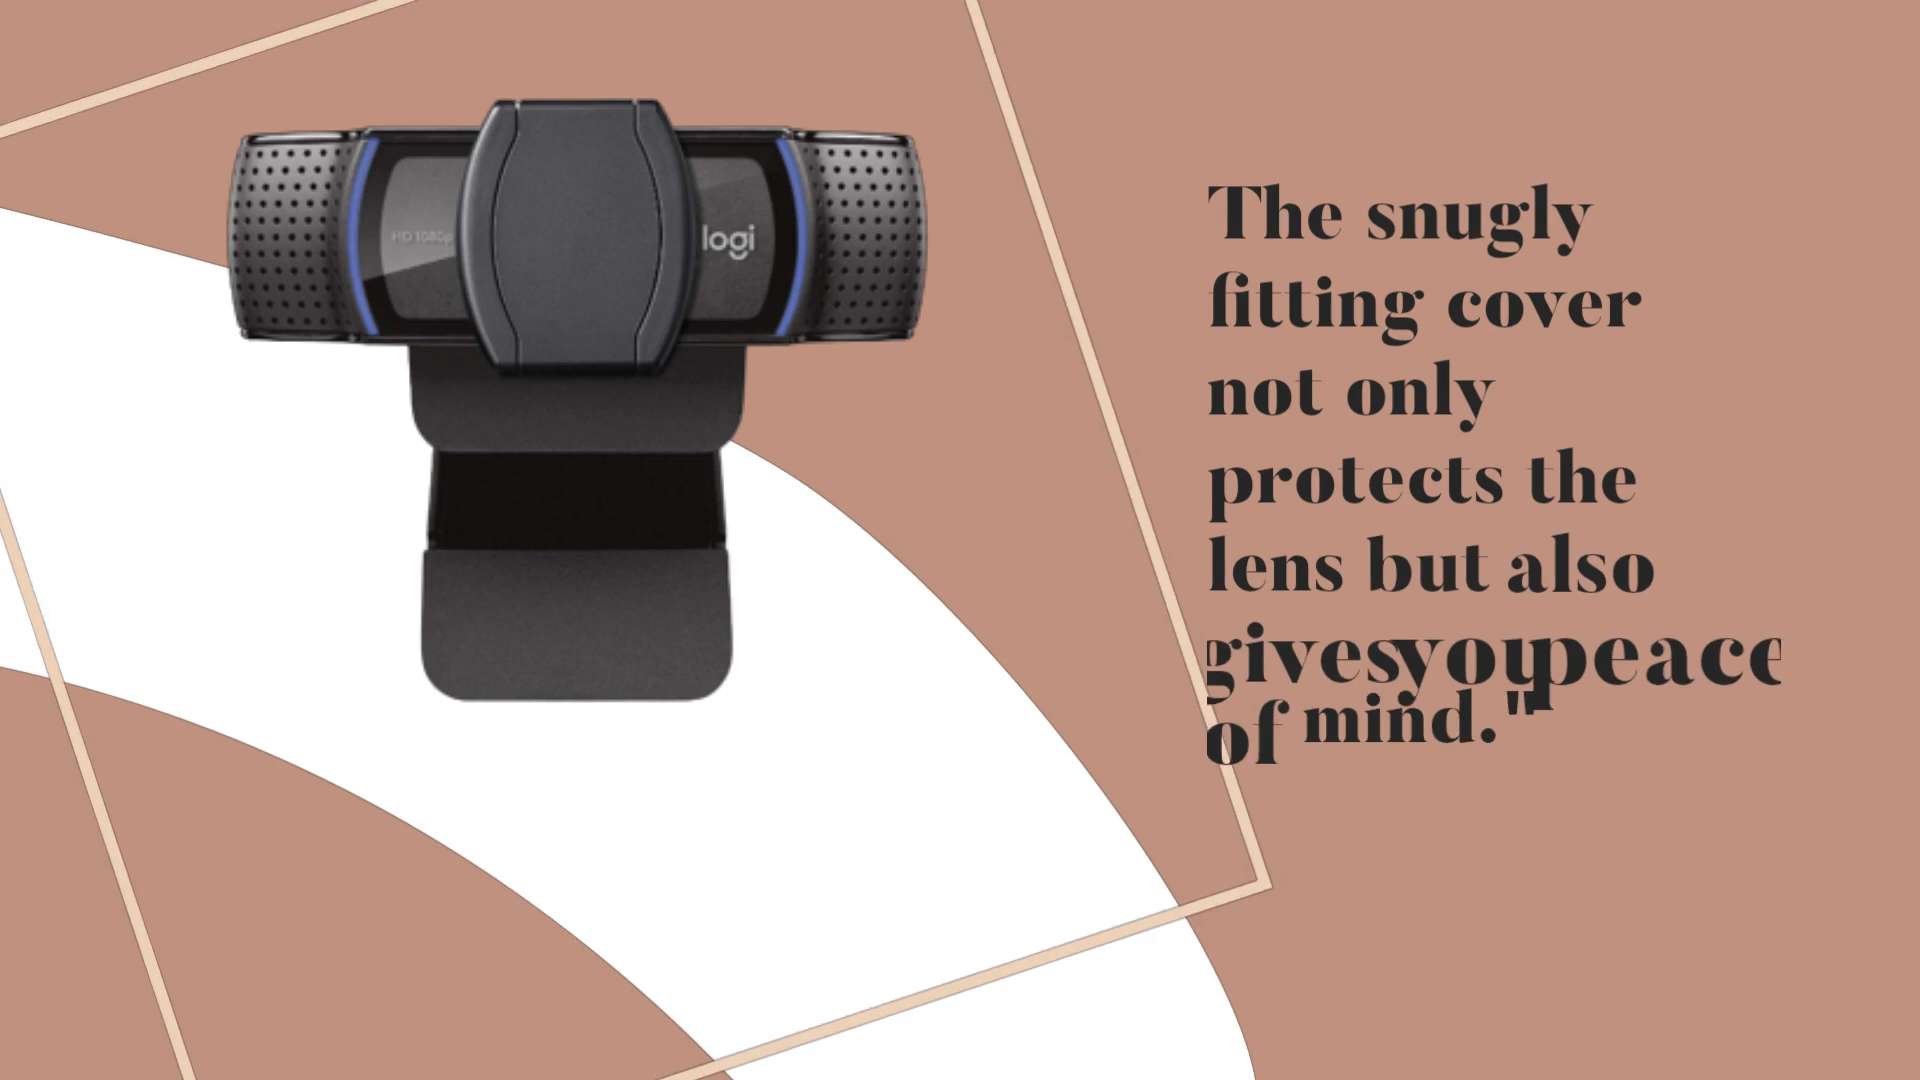 HD 1080p
logi
The snugly
fitting cover
not only
protects the
lens but also
givesyoupeace
of mind."